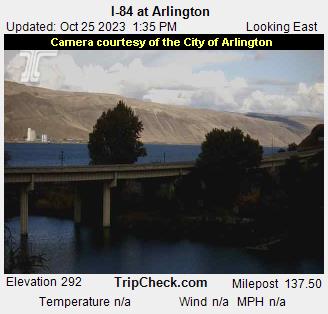 I-84 at Arlington
Updated: Oct 25 2023 1:35 PM Looking East
Camera courtesy of the City of Arlington
Elevation 292 TripCheck.com Milepost 137.50
Temperature n/a Wind n/a MPH n/a